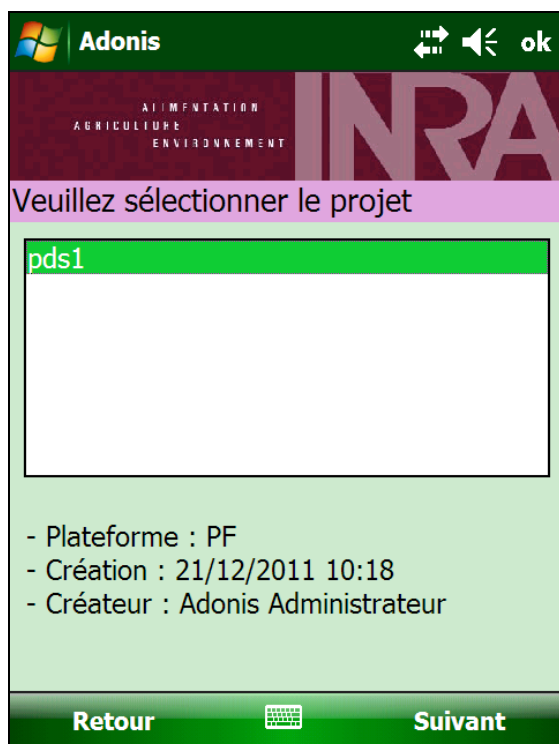 Adonis
ok
ALIMENTATION
AGRICULTURE
ENVIRONNEMENT
INRA
Veuillez sélectionner le projet
pds1
- Plateforme : PF
- Création : 21/12/2011 10:18
- Créateur : Adonis Administrateur
Retour
Suivant